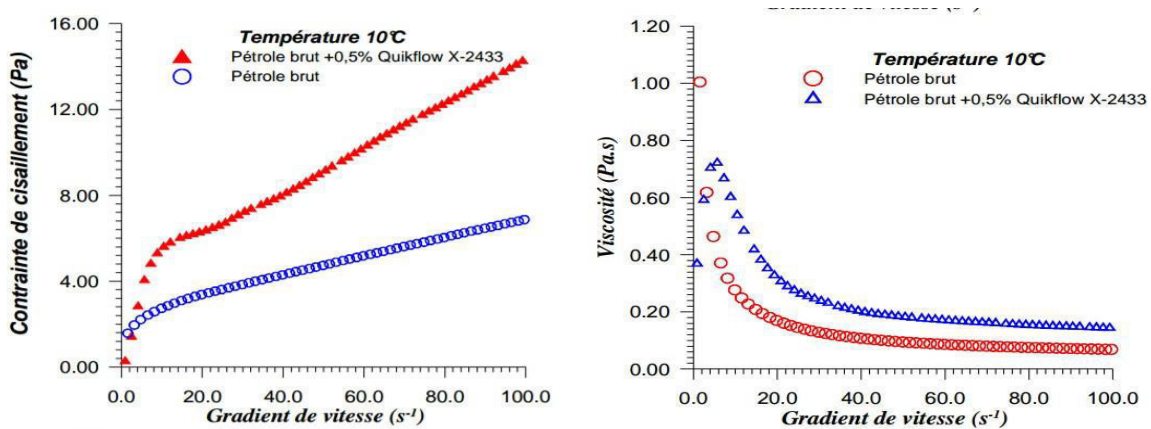 16.00
12.00
8.00
4.00
0.00
Contrainte de cisaillement (Pa)
Température 10°C
Pétrole brut +0,5% Quikflow X-2433
Pétrole brut
0.0 20.0 40.0 60.0 80.0 100.0
Gradient de vitesse (s-1)
1.20
1.00
0.80
0.60
0.40
0.20
0.00
Viscosité (Pa.s)
Température 10°C
Pétrole brut
Pétrole brut +0,5% Quikflow X-2433
0.0 20.0 40.0 60.0 80.0 100.0
Gradient de vitesse (s-1)